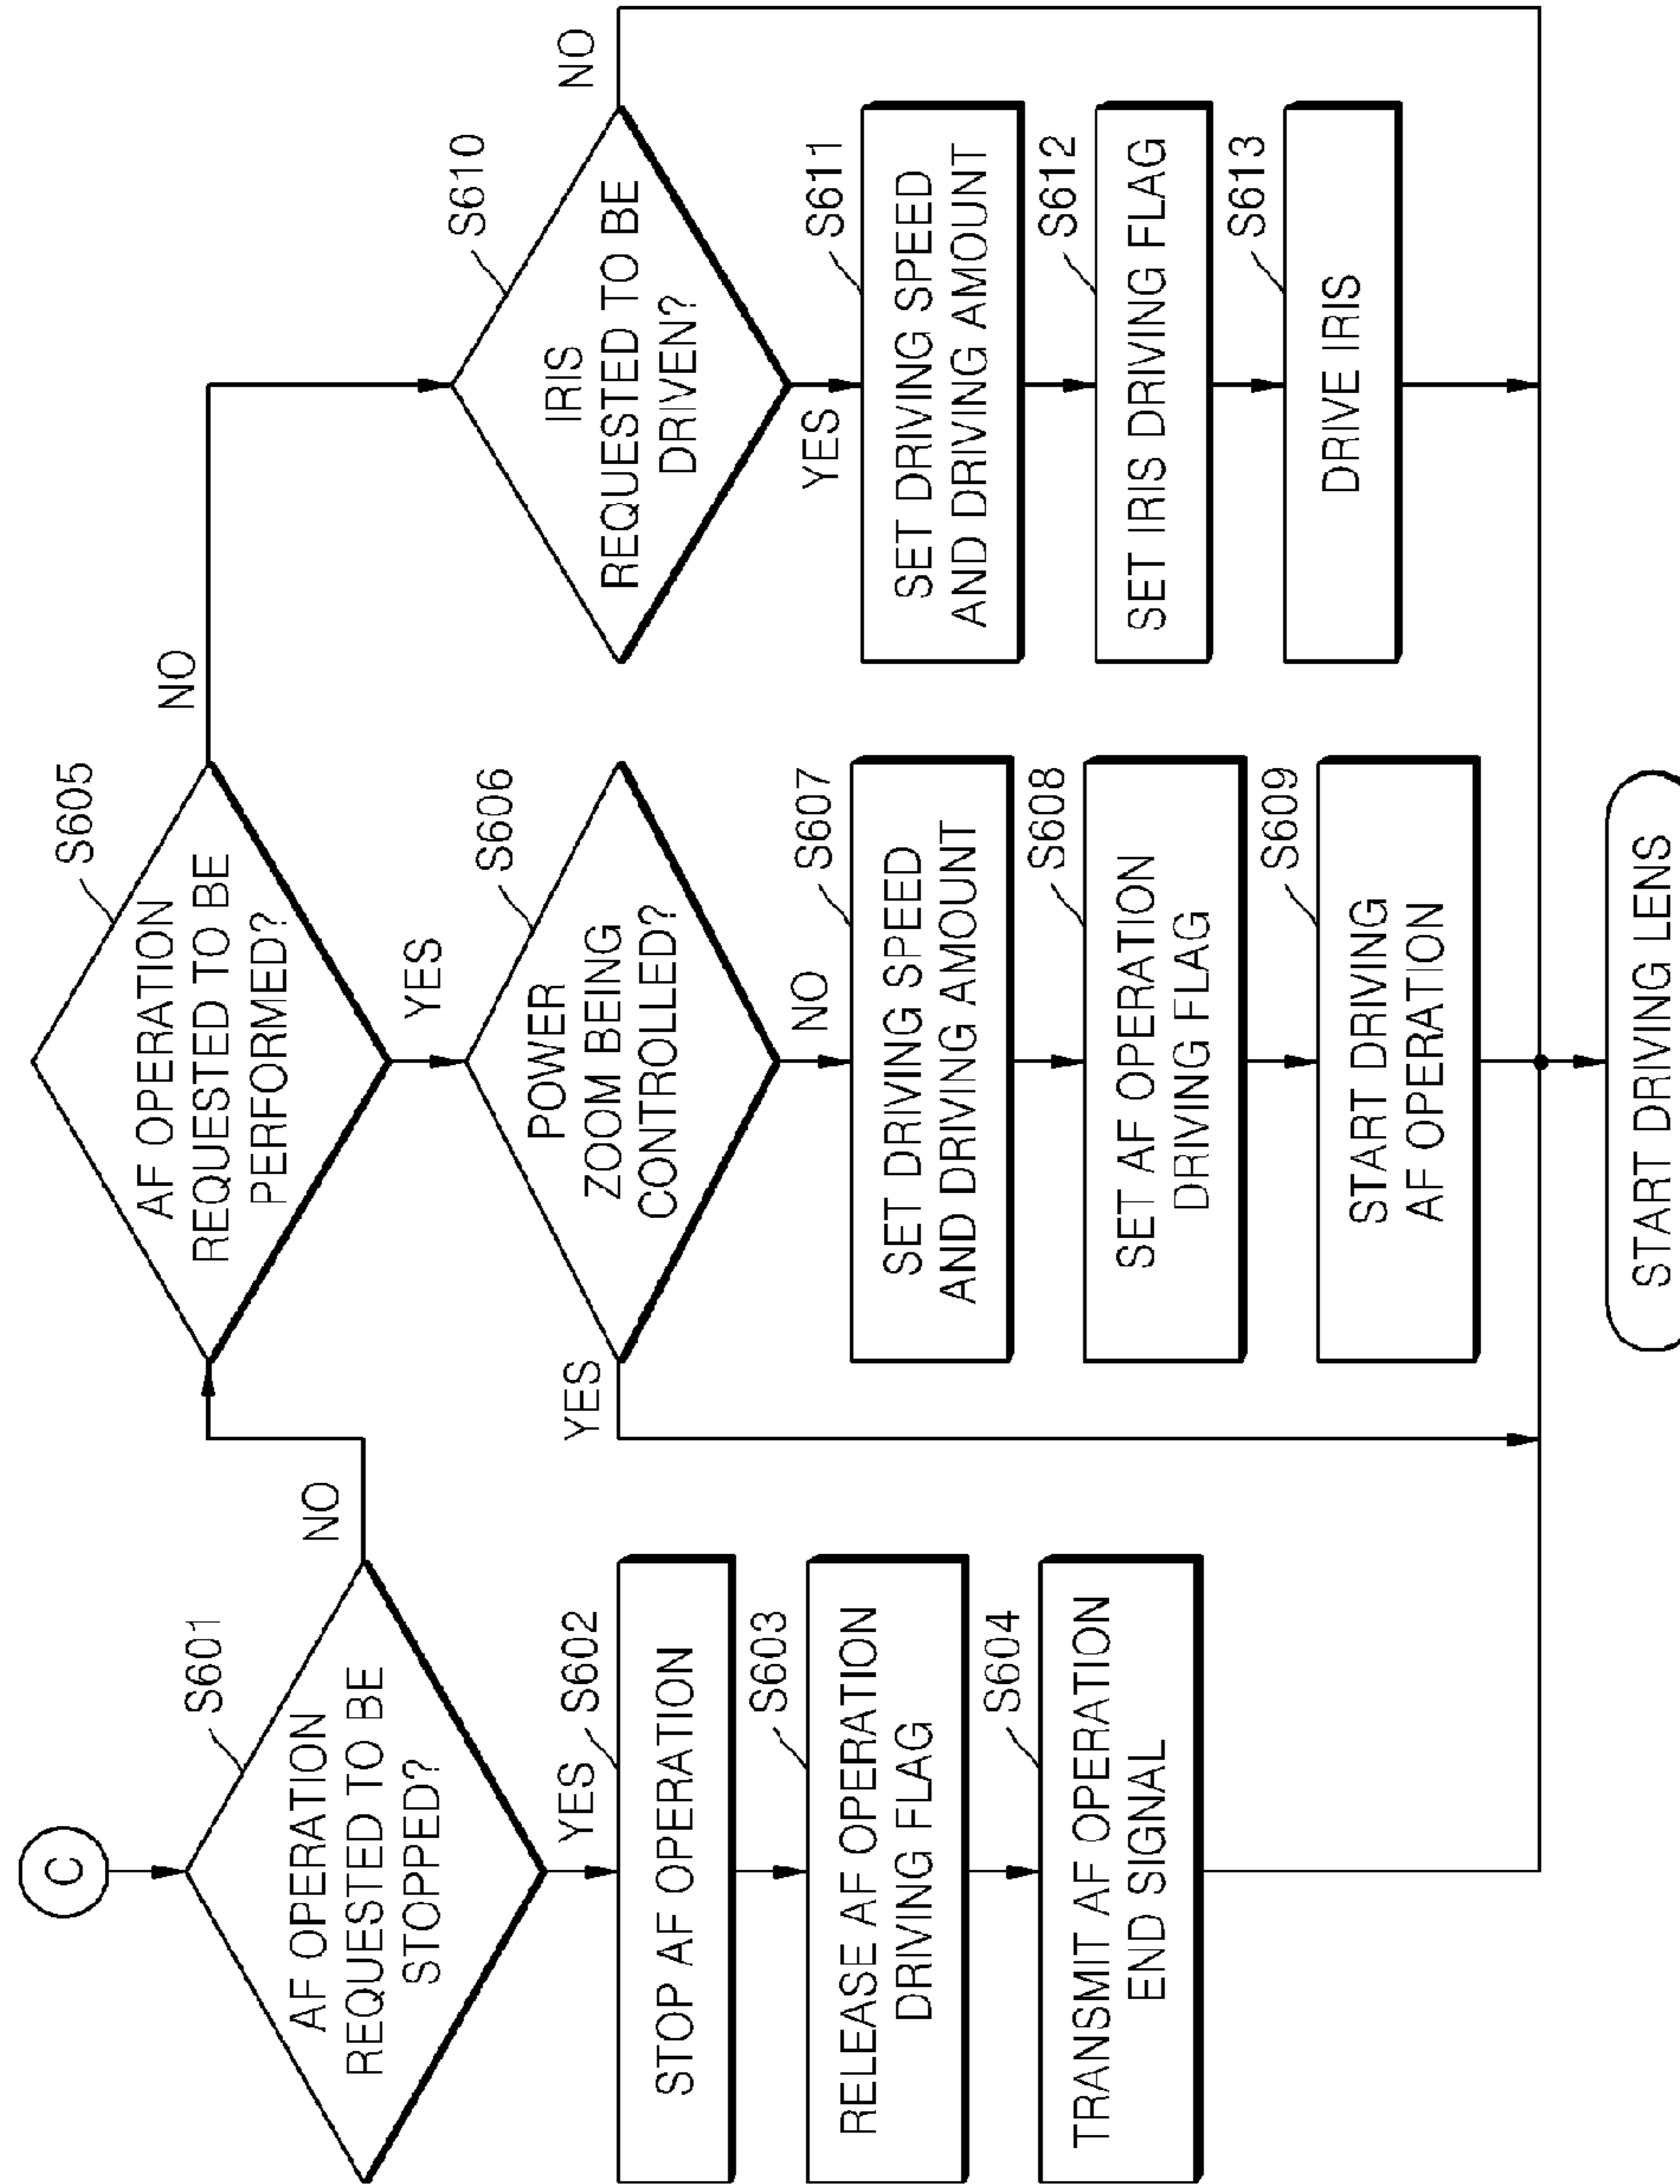 C
S601
AF OPERATION
REQUESTED TO BE
STOPPED?
NO
YES
S602
STOP AF OPERATION
S603
RELEASE AF OPERATION
DRIVING FLAG
S604
TRANSMIT AF OPERATION
END SIGNAL
S605
AF OPERATION
REQUESTED TO BE
PERFORMED?
NO
YES
S606
POWER
ZOOM BEING
CONTROLLED?
YES
NO
S607
SET DRIVING SPEED
AND DRIVING AMOUNT
S608
SET AF OPERATION
DRIVING FLAG
S609
START DRIVING
AF OPERATION
S610
IRIS
REQUESTED TO BE
DRIVEN?
NO
YES
S611
SET DRIVING SPEED
AND DRIVING AMOUNT
S612
SET IRIS DRIVING FLAG
S613
DRIVE IRIS
START DRIVING LENS